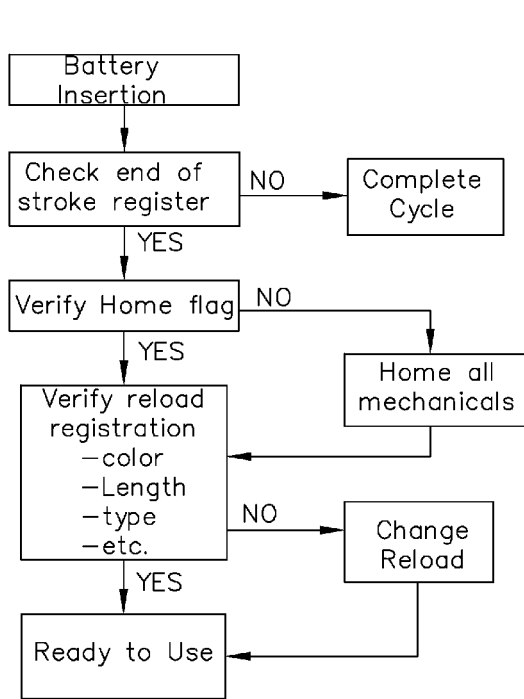 Battery
Insertion
Check end of
stroke register
NO
Complete
Cycle
YES
Verify Home flag
NO
YES
Home all
mechanicals
Verify reload
registration
–color
–Length
–type
–etc.
NO
Change
Reload
YES
Ready to Use